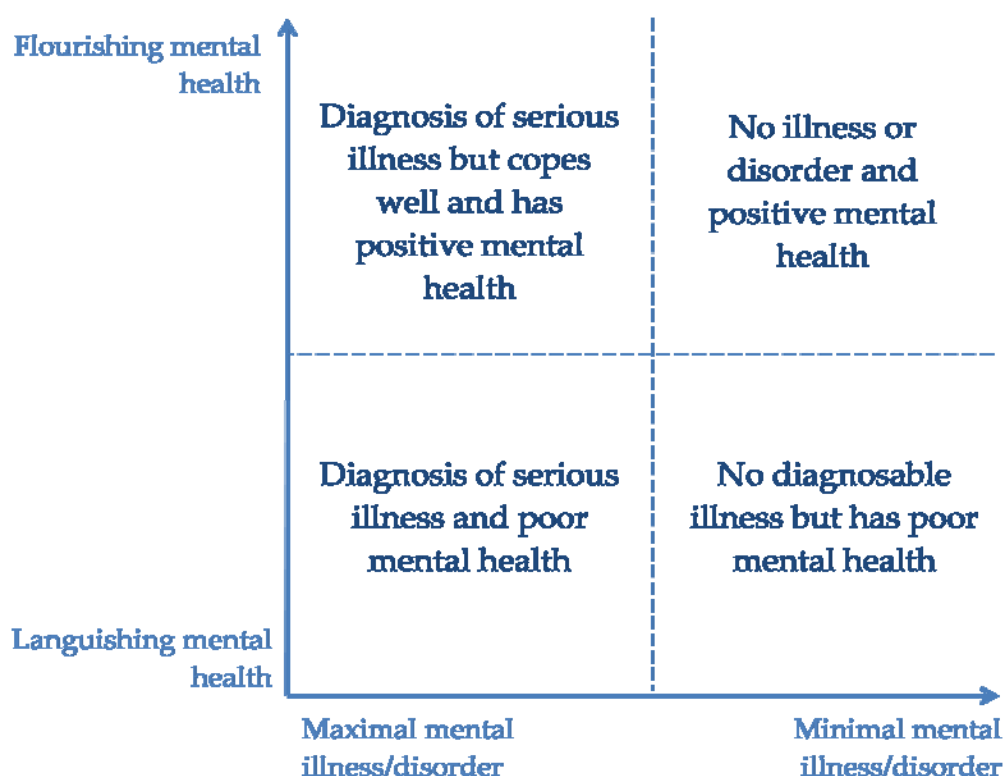 Flourishing mental
health
Diagnosis of serious
illness but copes
well and has
positive mental
health
No illness or
disorder and
positive mental
health
Diagnosis of serious
illness and poor
mental health
No diagnosable
illness but has poor
mental health
Languishing mental
health
Maximal mental
illness/disorder
Minimal mental
illness/disorder